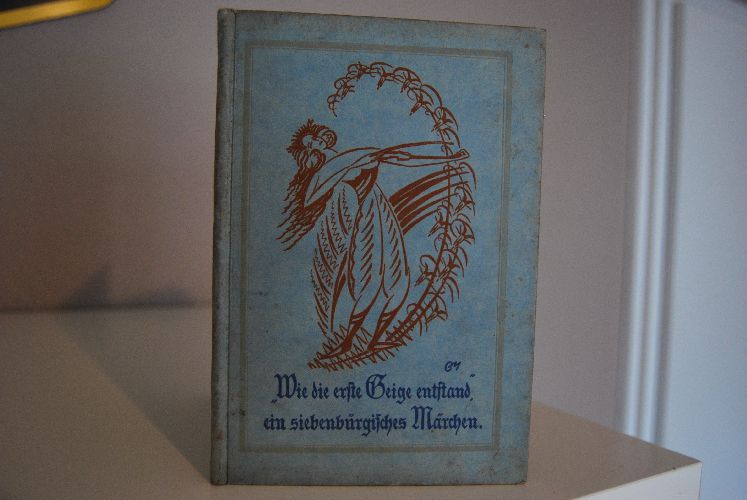 „Wie die erste Geige entstand“,
ein siebenbürgisches Märchen.